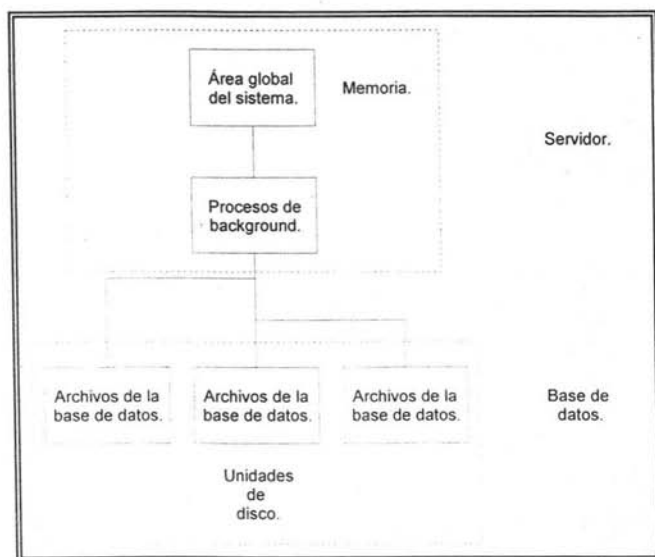 Área global
del sistema.
Memoria.
Servidor.
Procesos de
background.
Archivos de la
base de datos.
Archivos de la
base de datos.
Archivos de la
base de datos.
Base de
datos.
Unidades
de
disco.